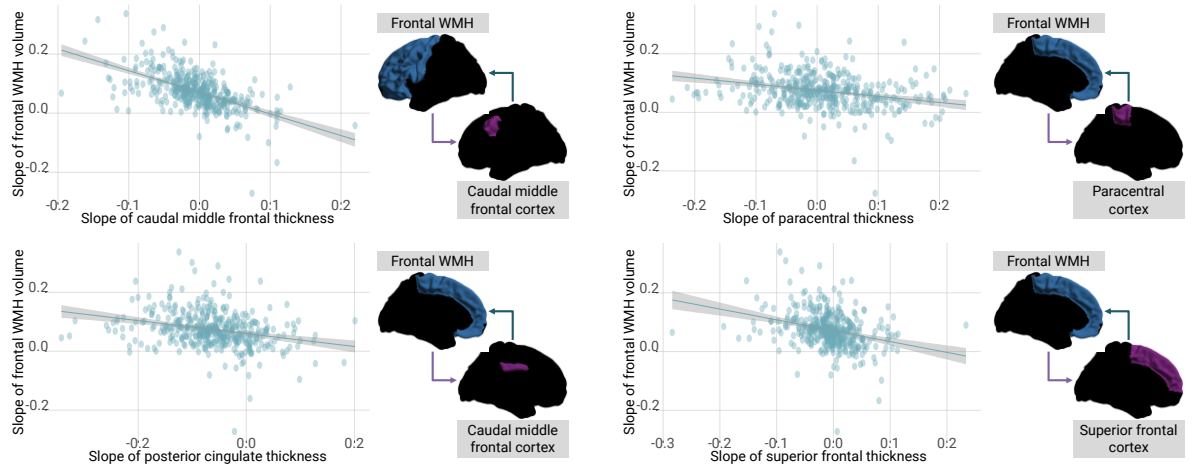 Slope of frontal WMH volume
0.2
0.0
-0.2
-0.2
-0.1
0:0
0:1
0:2
Slope of caudal middle frontal thickness
Frontal WMH
Caudal middle
frontal cortex
Slope of frontal WMH volume
0.2
0.0
-0.2
-0.2
-0.1
0:0
0:1
0:2
Slope of paracentral thickness
Frontal WMH
Paracentral
cortex
Slope of frontal WMH volume
0.2
0.0
-0.2
-0.2
0:0
0:2
Slope of posterior cingulate thickness
Frontal WMH
Caudal middle
frontal cortex
Slope of frontal WMH volume
0.2
0.0
-0.2
-0.3
-0.2
-0.1
0:0
0:1
0:2
Slope of superior frontal thickness
Frontal WMH
Superior frontal
cortex